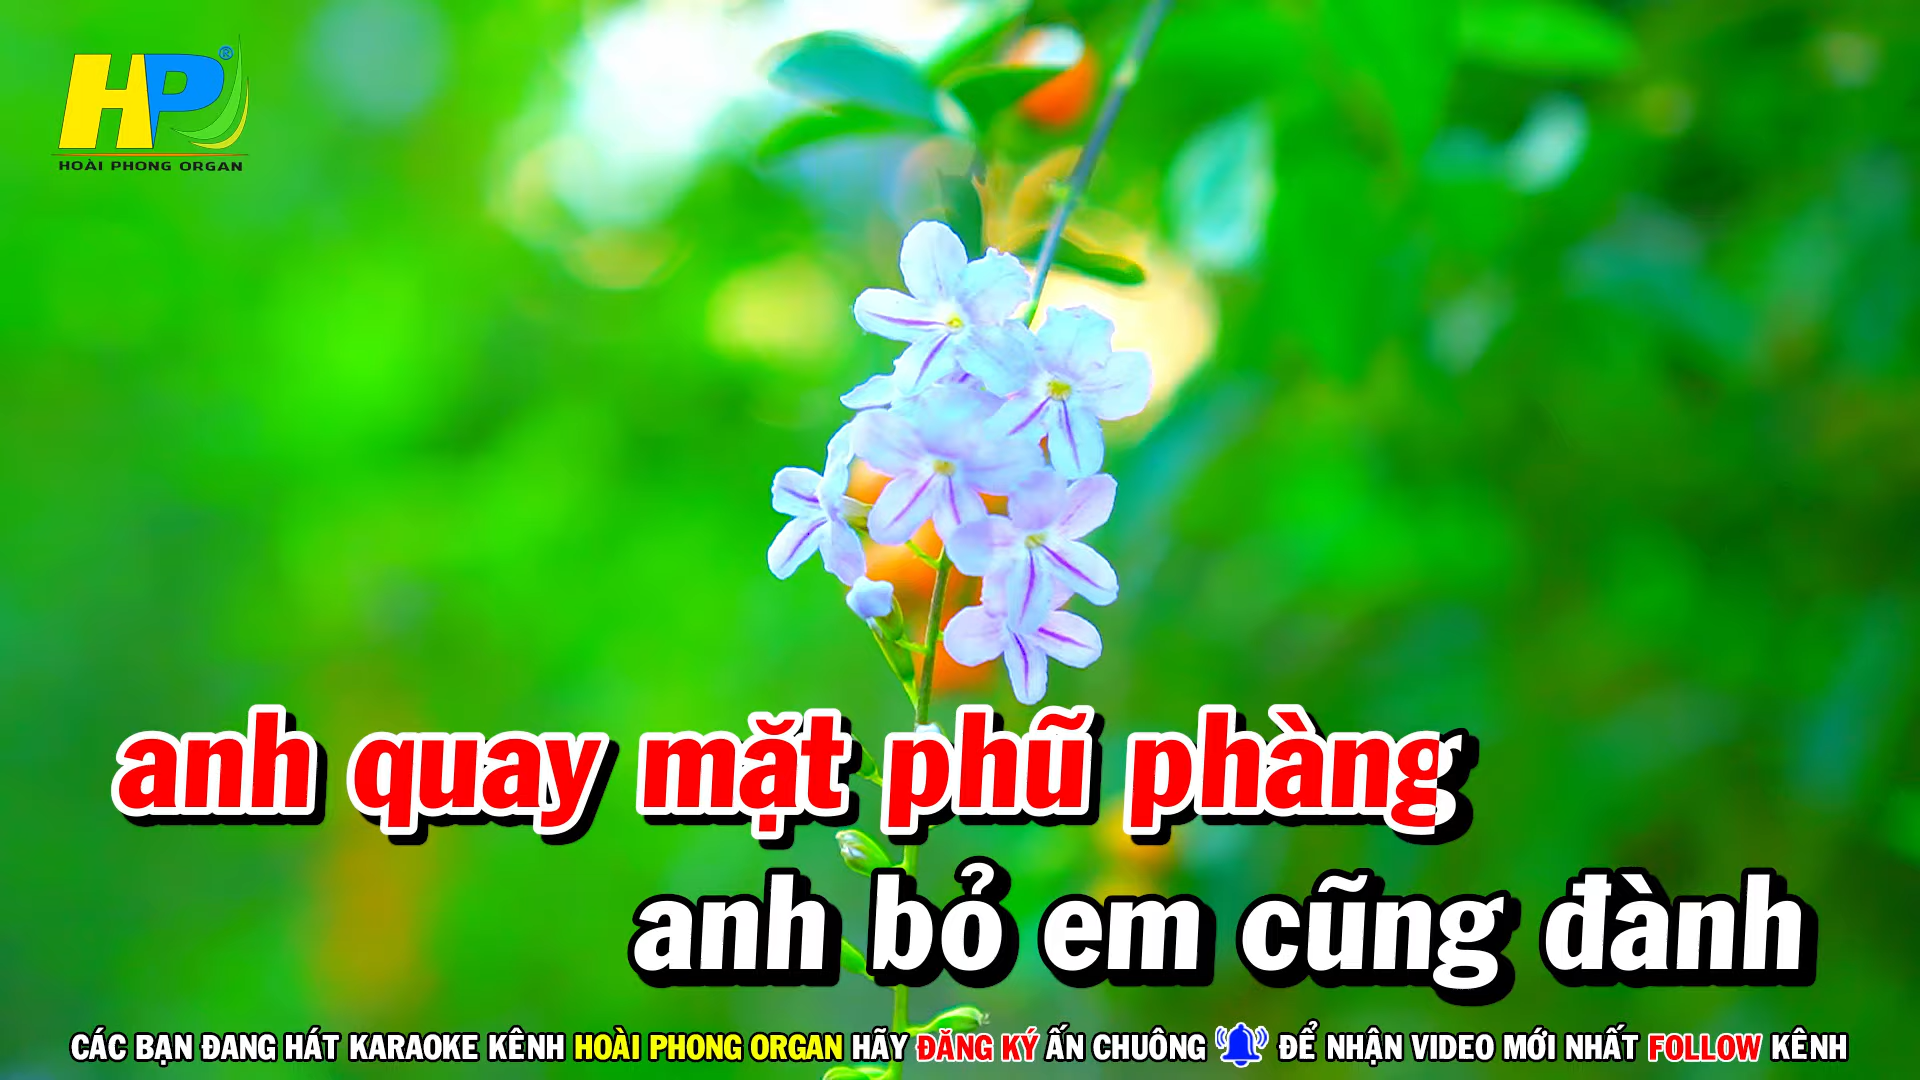 HP®
HOÀI PHONG ORGAN
anh quay mặt phũ phàng
anh bỏ em cũng đành
CÁC BẠN ĐANG HÁT KARAOKE KÊNH HOÀI PHONG ORGAN HÃY ĐĂNG KÝ ẤN CHUÔNG ĐỂ NHẬN VIDEO MỚI NHẤT FOLLOW KÊNH